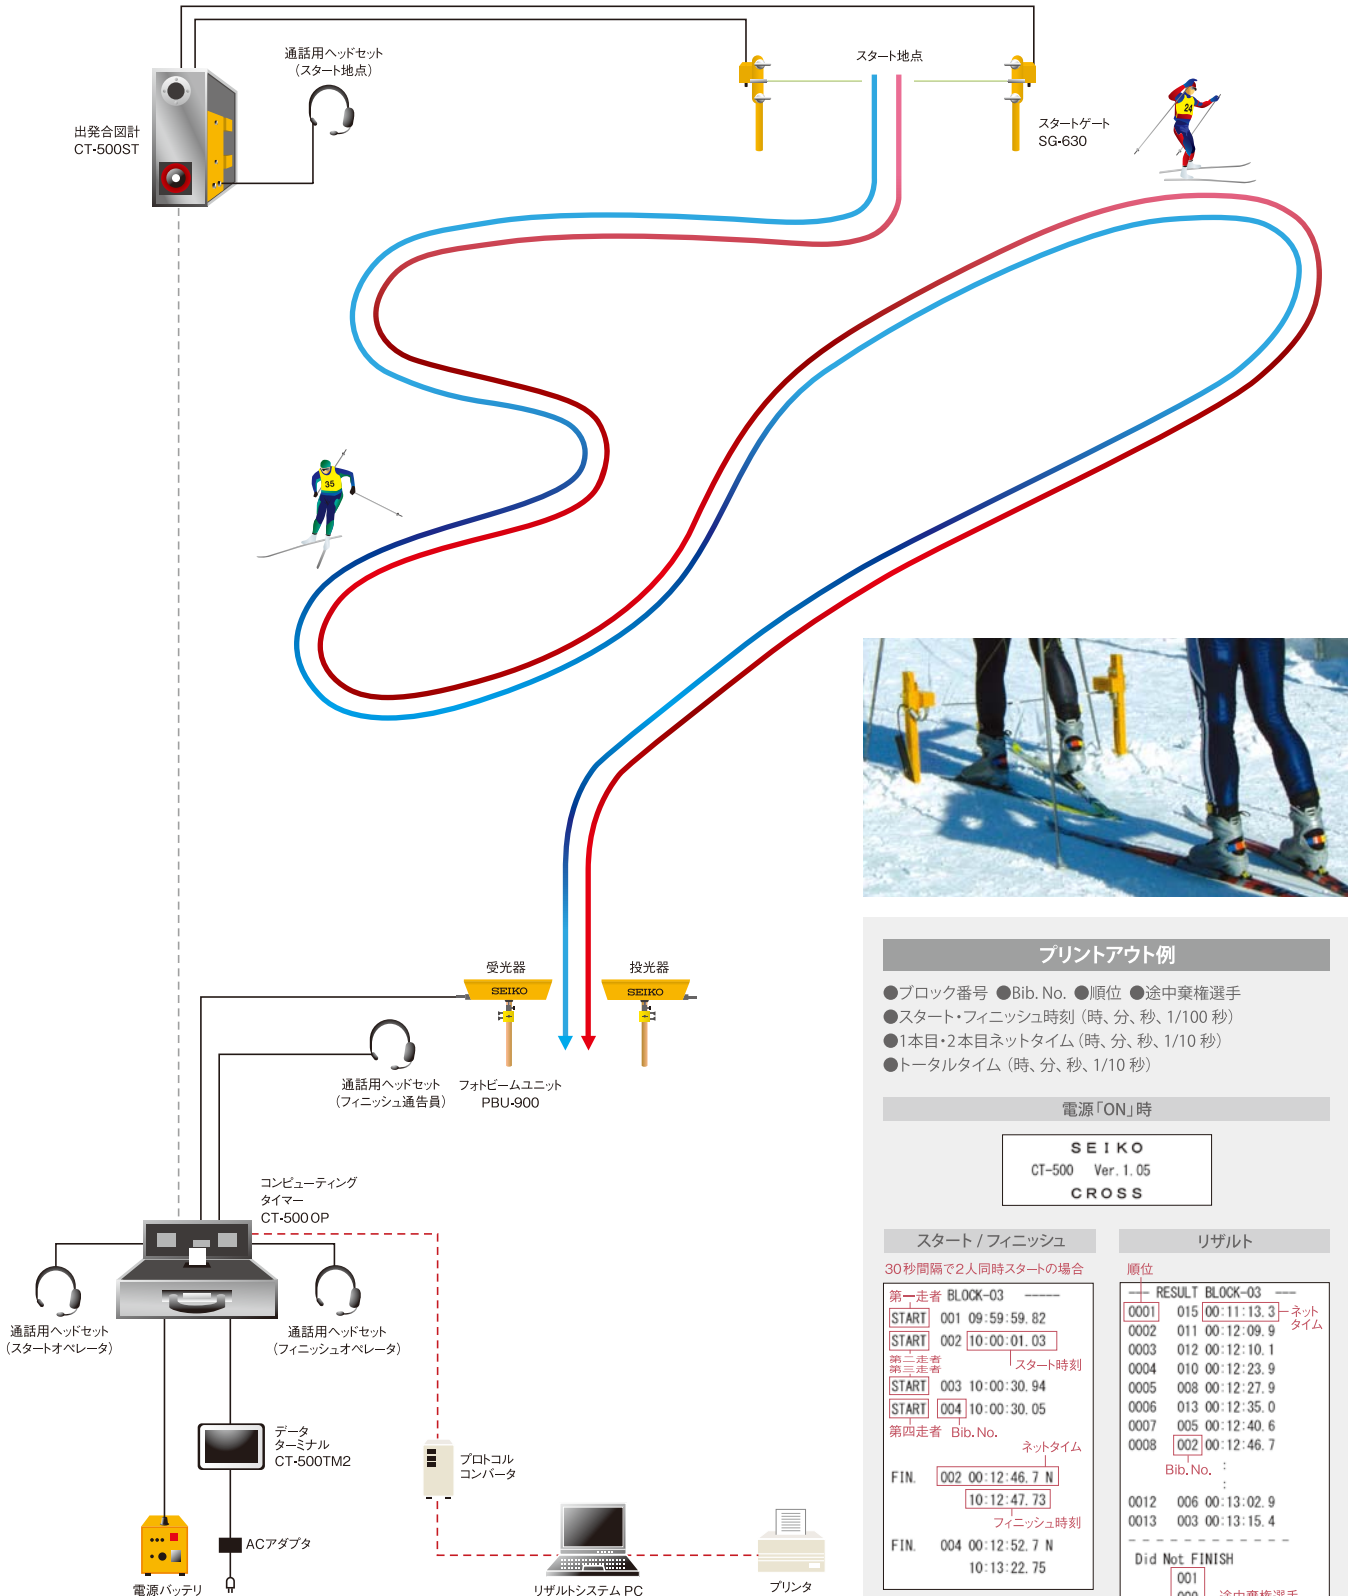 通話用ヘッドセット
(スタート地点)
出発合図計
CT-500ST
スタート地点
スタートゲート
SG-630
24
35
受光器
SEIKO
投光器
SEIKO
通話用ヘッドセット
(フィニッシュ通告員)
フォトビームユニット
PBU-900
コンピューティング
タイマー
CT-500OP
通話用ヘッドセット
(スタートオペレータ)
通話用ヘッドセット
(フィニッシュオペレータ)
データ
ターミナル
CT-500TM2
プロトコル
コンバータ
ACアダプタ
電源バッテリ
リザルトシステム PC
プリンタ
プリントアウト例
●ブロック番号 ●Bib. No. ●順位 ●途中棄権選手
●スタート・フィニッシュ時刻 (時、分、秒、1/100 秒)
●1本目・2本目ネットタイム (時、分、秒、1/10 秒)
●トータルタイム (時、分、秒、1/10 秒)
電源「ON」時
SEIKO
CT-500 Ver.1.05
CROSS
スタート / フィニッシュ
30秒間隔で2人同時スタートの場合
第一走者 BLOCK-03 -----
START 001 09:59:59.82
START 002 10:00:01.03
第二走者
スタート時刻
第三走者
START 003 10:00:30.94
START 004 10:00:30.05
第四走者 Bib.No.
ネットタイム
FIN. 002 00:12:46.7 N
10:12:47.73
フィニッシュ時刻
FIN. 004 00:12:52.7 N
10:13:22.75
リザルト
順位
--- RESULT BLOCK-03 ---
0001 015 00:11:13.3 ネット
タイム
0002 011 00:12:09.9
0003 012 00:12:10.1
0004 010 00:12:23.9
0005 008 00:12:27.9
0006 013 00:12:35.0
0007 005 00:12:40.6
0008 002 00:12:46.7
Bib.No. :
:
0012 006 00:13:02.9
0013 003 00:13:15.4
- - - - - - - - - - - -
Did Not FINISH
001
途中棄権選手